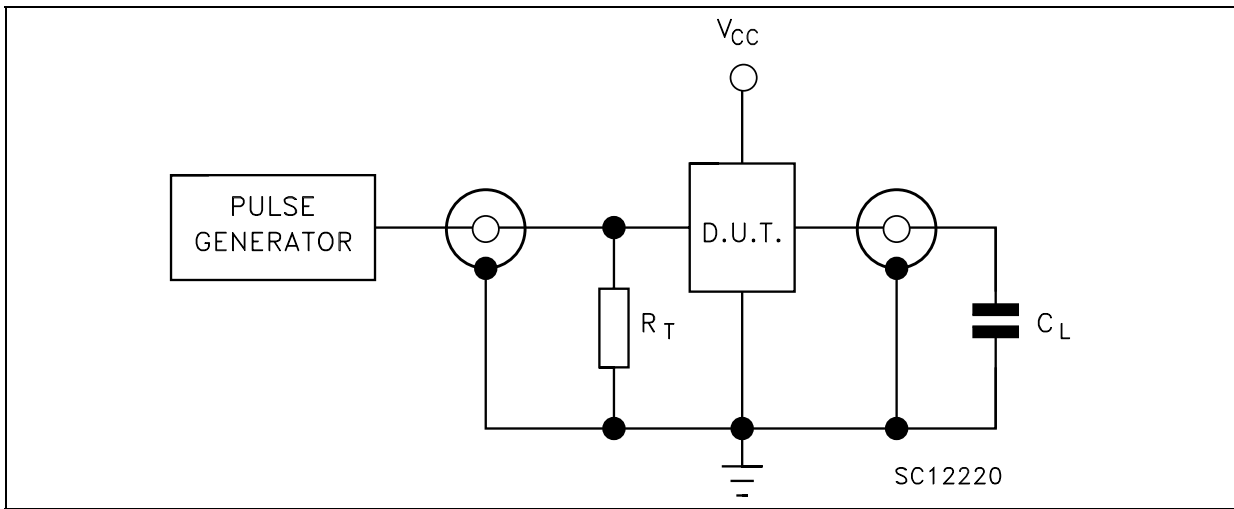 VCC
PULSE
GENERATOR
D.U.T.
RT
CL
SC12220